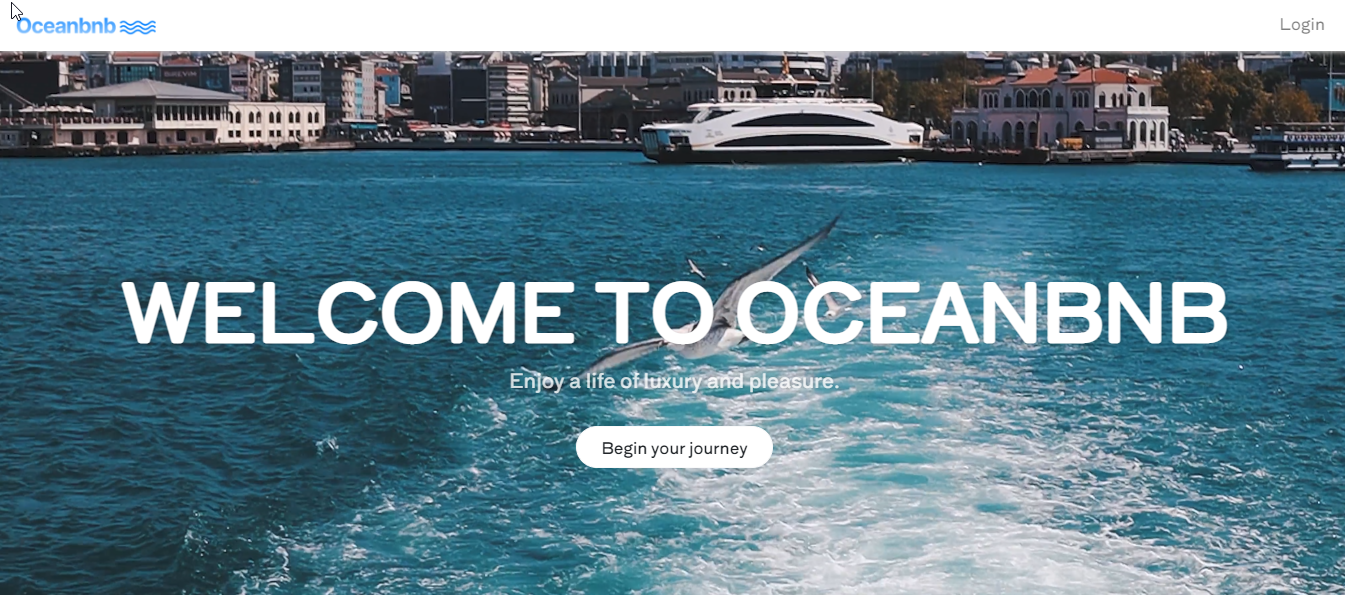 Oceanbnb
Login
WELCOME TO OCEANBNB
Enjoy a life of luxury and pleasure.
Begin your journey